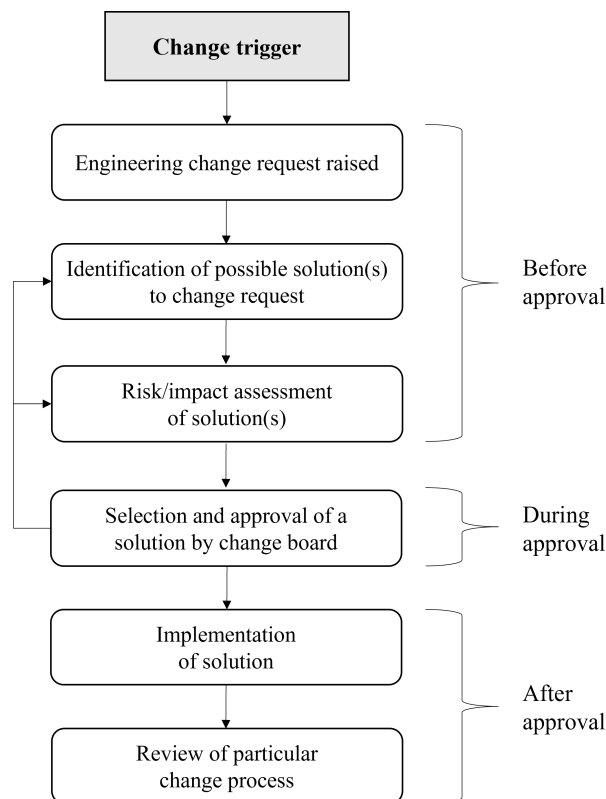 Change trigger
Engineering change request raised
Identification of possible solution(s)
to change request
Before
approval
Risk/impact assessment
of solution(s)
Selection and approval of a
solution by change board
During
approval
Implementation
of solution
After
approval
Review of particular
change process